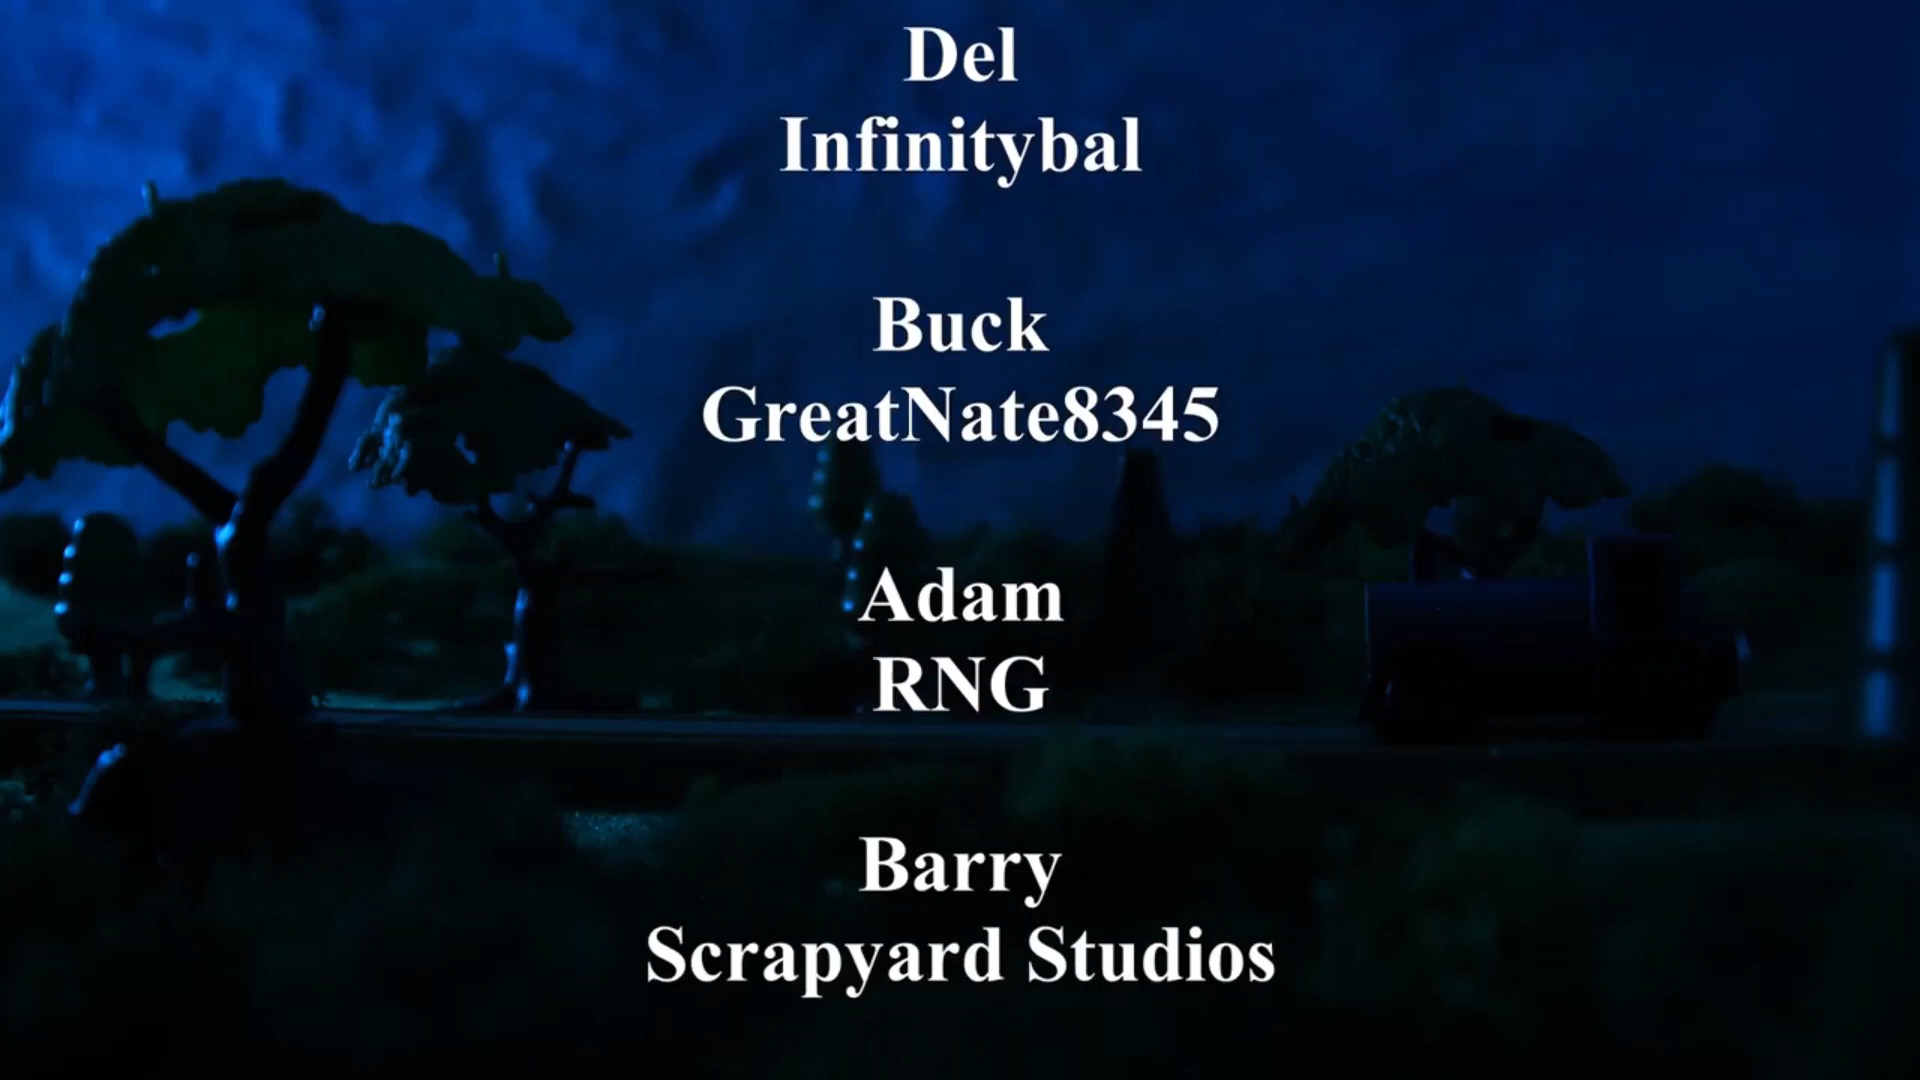 Del
Infinitybal
Buck
GreatNate8345
Adam
RNG
Barry
Scrapyard Studios